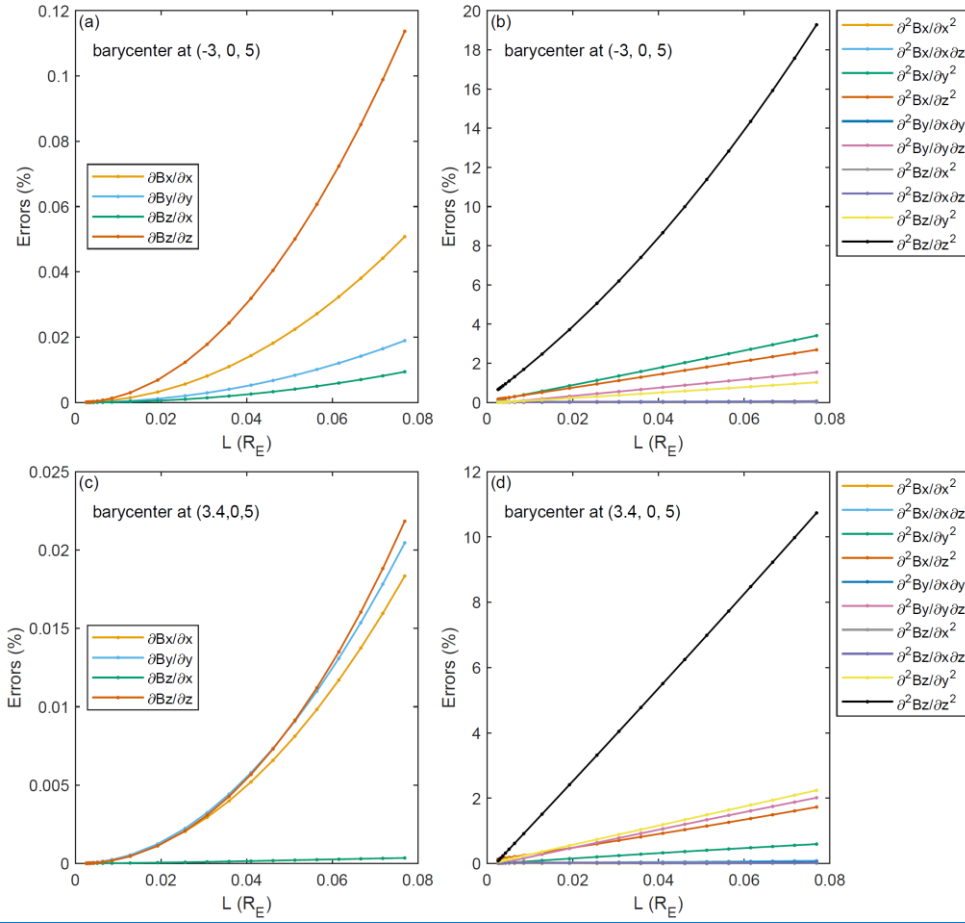 (a)
barycenter at (-3, 0, 5)
0.12
0.1
0.08
0.06
0.04
0.02
0
Errors (%)
∂Bx/∂x
∂By/∂y
∂Bz/∂x
∂Bz/∂z
0 0.02 0.04 0.06 0.08
L (R_E)
(b)
barycenter at (-3, 0, 5)
20
18
16
14
12
10
8
6
4
2
0
Errors (%)
0 0.02 0.04 0.06 0.08
L (R_E)
∂²Bx/∂x²
∂²Bx/∂x∂z
∂²Bx/∂y²
∂²Bx/∂z²
∂²By/∂x∂y
∂²By/∂y∂z
∂²Bz/∂x²
∂²Bz/∂x∂z
∂²Bz/∂y²
∂²Bz/∂z²
(c)
barycenter at (3.4,0,5)
0.025
0.02
0.015
0.01
0.005
0
Errors (%)
∂Bx/∂x
∂By/∂y
∂Bz/∂x
∂Bz/∂z
0 0.02 0.04 0.06 0.08
L (R_E)
(d)
barycenter at (3.4, 0, 5)
12
10
8
6
4
2
0
Errors (%)
0 0.02 0.04 0.06 0.08
L (R_E)
∂²Bx/∂x²
∂²Bx/∂x∂z
∂²Bx/∂y²
∂²Bx/∂z²
∂²By/∂x∂y
∂²By/∂y∂z
∂²Bz/∂x²
∂²Bz/∂x∂z
∂²Bz/∂y²
∂²Bz/∂z²